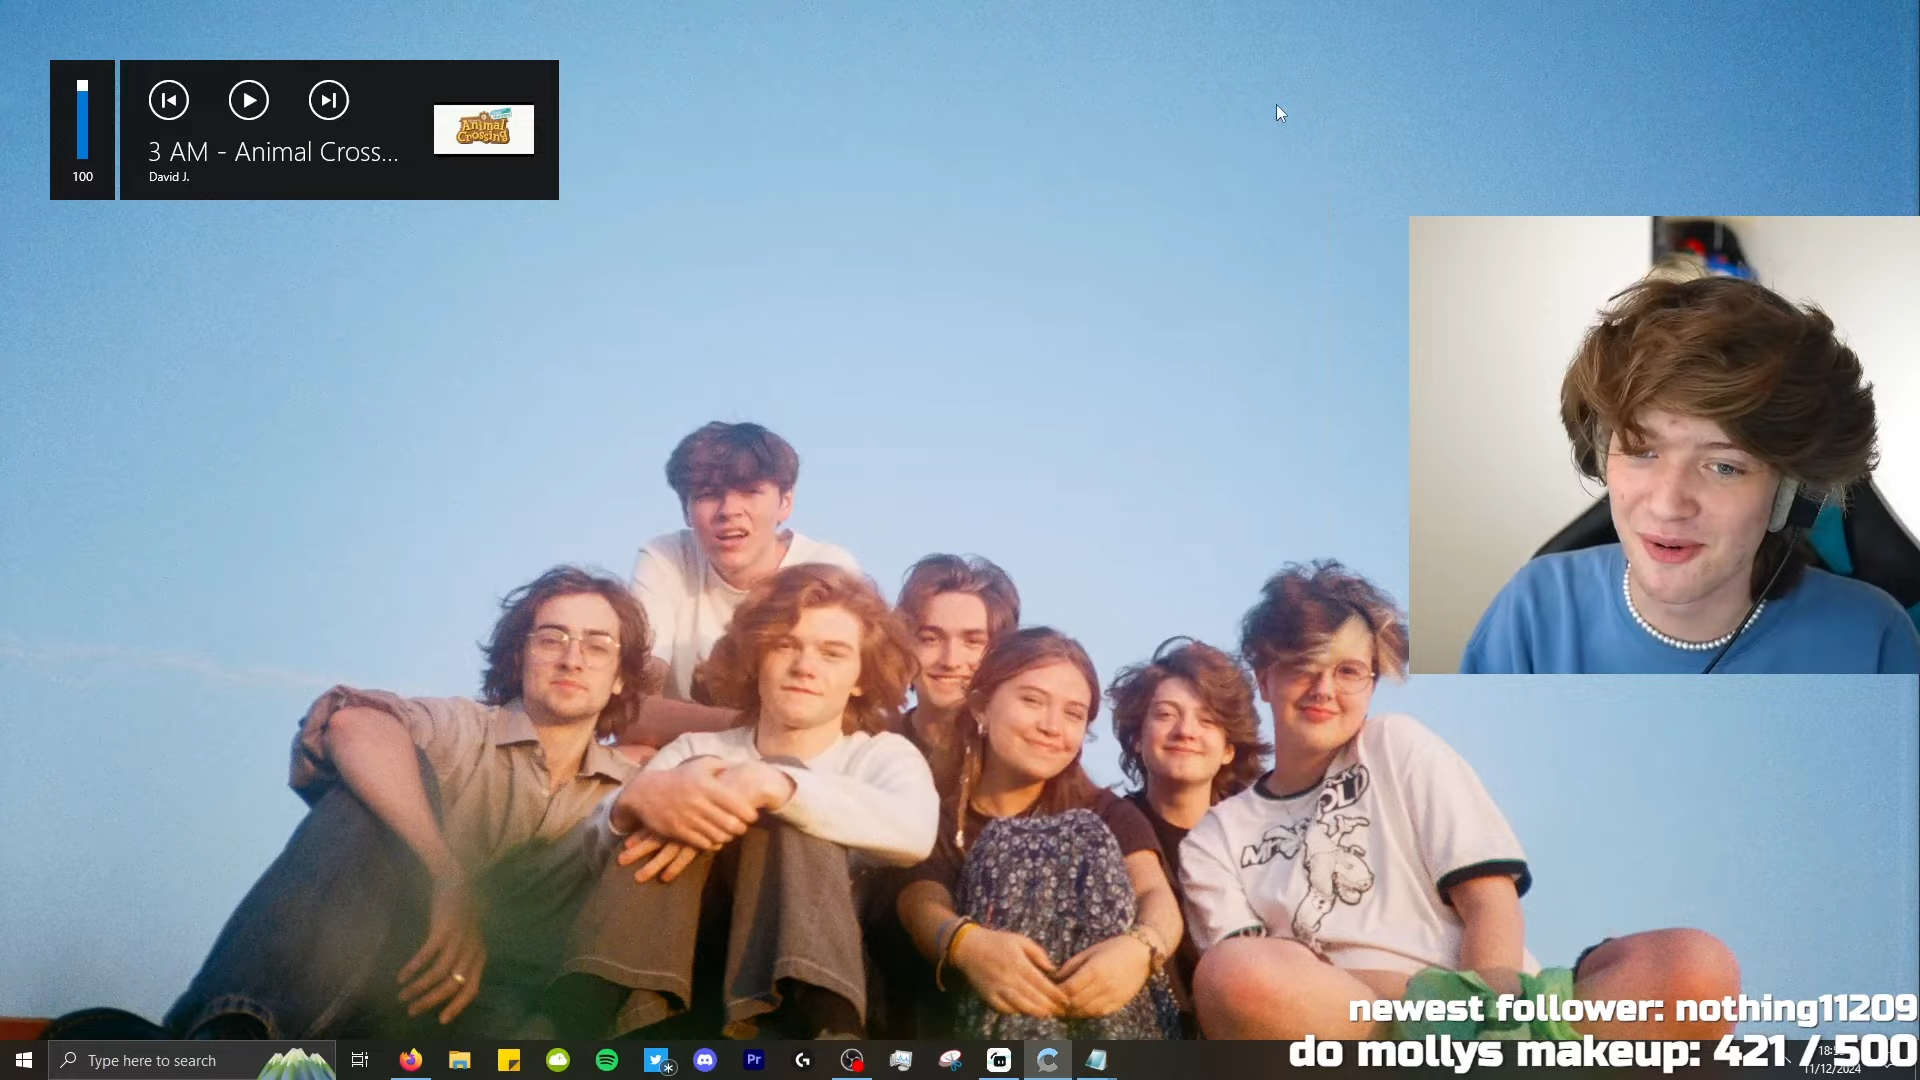 100
3 AM - Animal Cross...
David J.
Animal
Crossing
newest follower: nothing11209
do mollys makeup: 421 / 500
Type here to search
Pr
11/12/2024